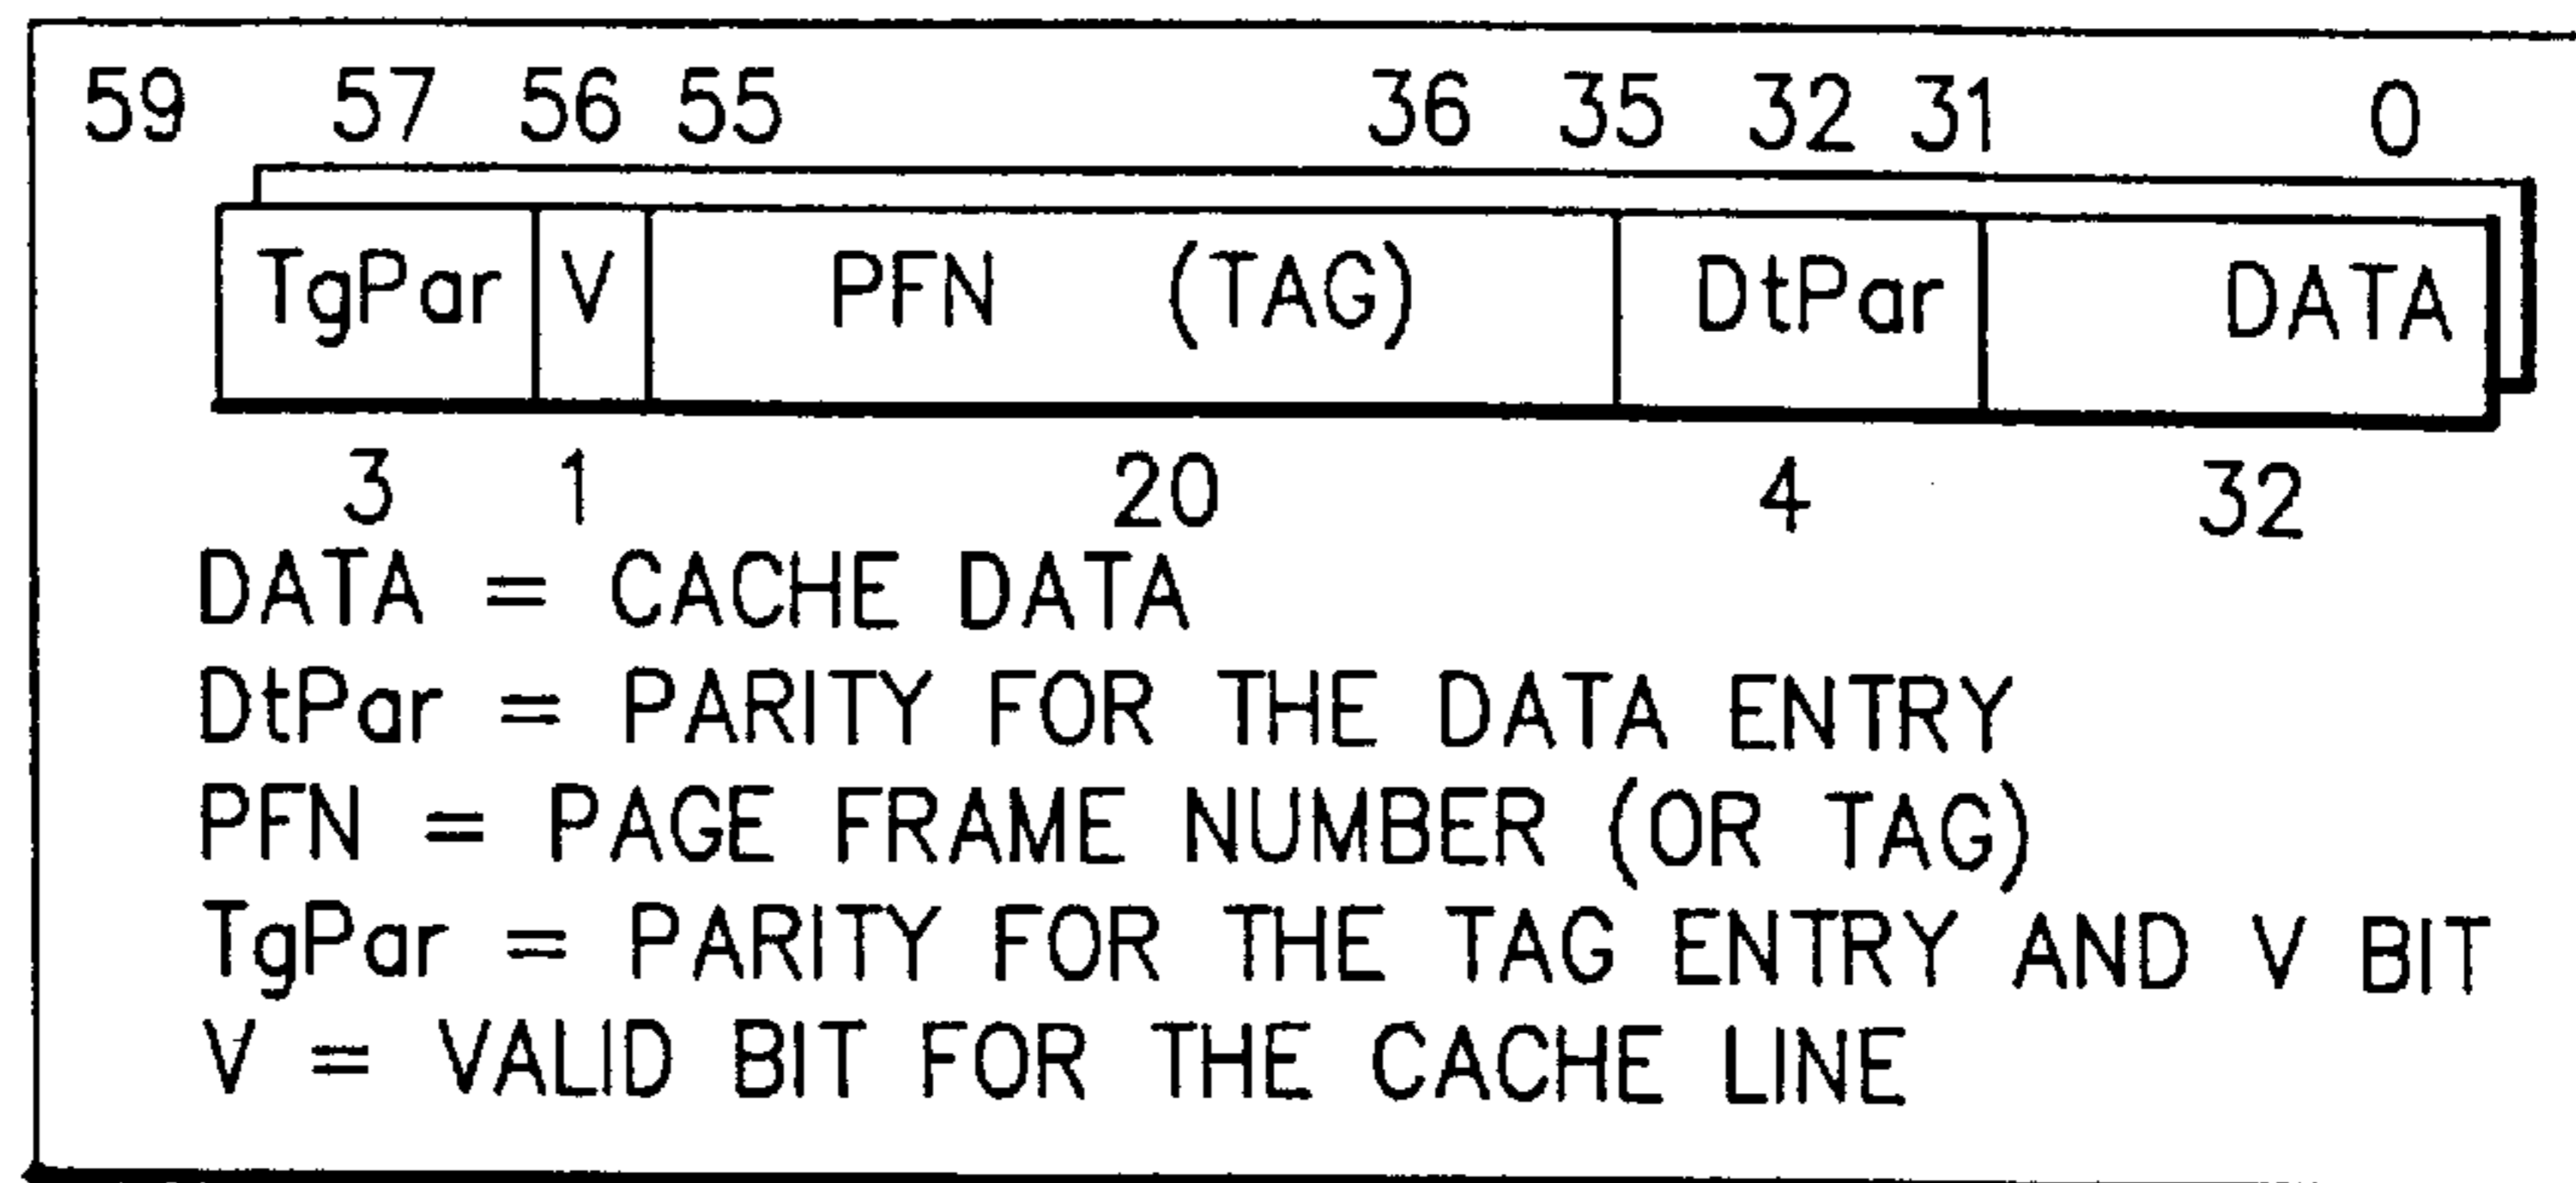 59 57 56 55 36 35 32 31 0
TgPar V PFN (TAG) DtPar DATA
3 1 20 4 32
DATA = CACHE DATA
DtPar = PARITY FOR THE DATA ENTRY
PFN = PAGE FRAME NUMBER (OR TAG)
TgPar = PARITY FOR THE TAG ENTRY AND V BIT
V = VALID BIT FOR THE CACHE LINE